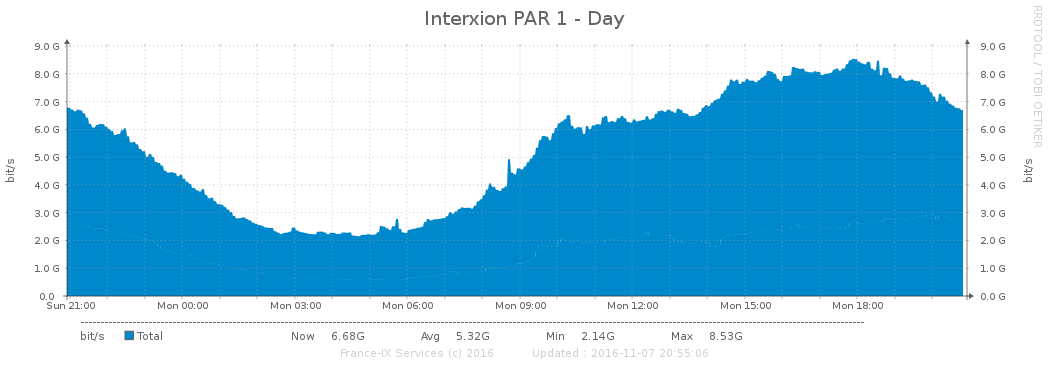 Interxion PAR 1 - Day
RRDTOOL / TOBI OETIKER
bit/s
9.0 G 9.0 G
8.0 G 8.0 G
7.0 G 7.0 G
6.0 G 6.0 G
5.0 G 5.0 G
4.0 G 4.0 G
3.0 G 3.0 G
2.0 G 2.0 G
1.0 G 1.0 G
0.0 0.0 G
bit/s
Sun 21:00 Mon 00:00 Mon 03:00 Mon 06:00 Mon 09:00 Mon 12:00 Mon 15:00 Mon 18:00
bit/s Total Now 6.68G Avg 5.32G Min 2.14G Max 8.53G
France-IX Services (c) 2016 Updated : 2016-11-07 20:55:06